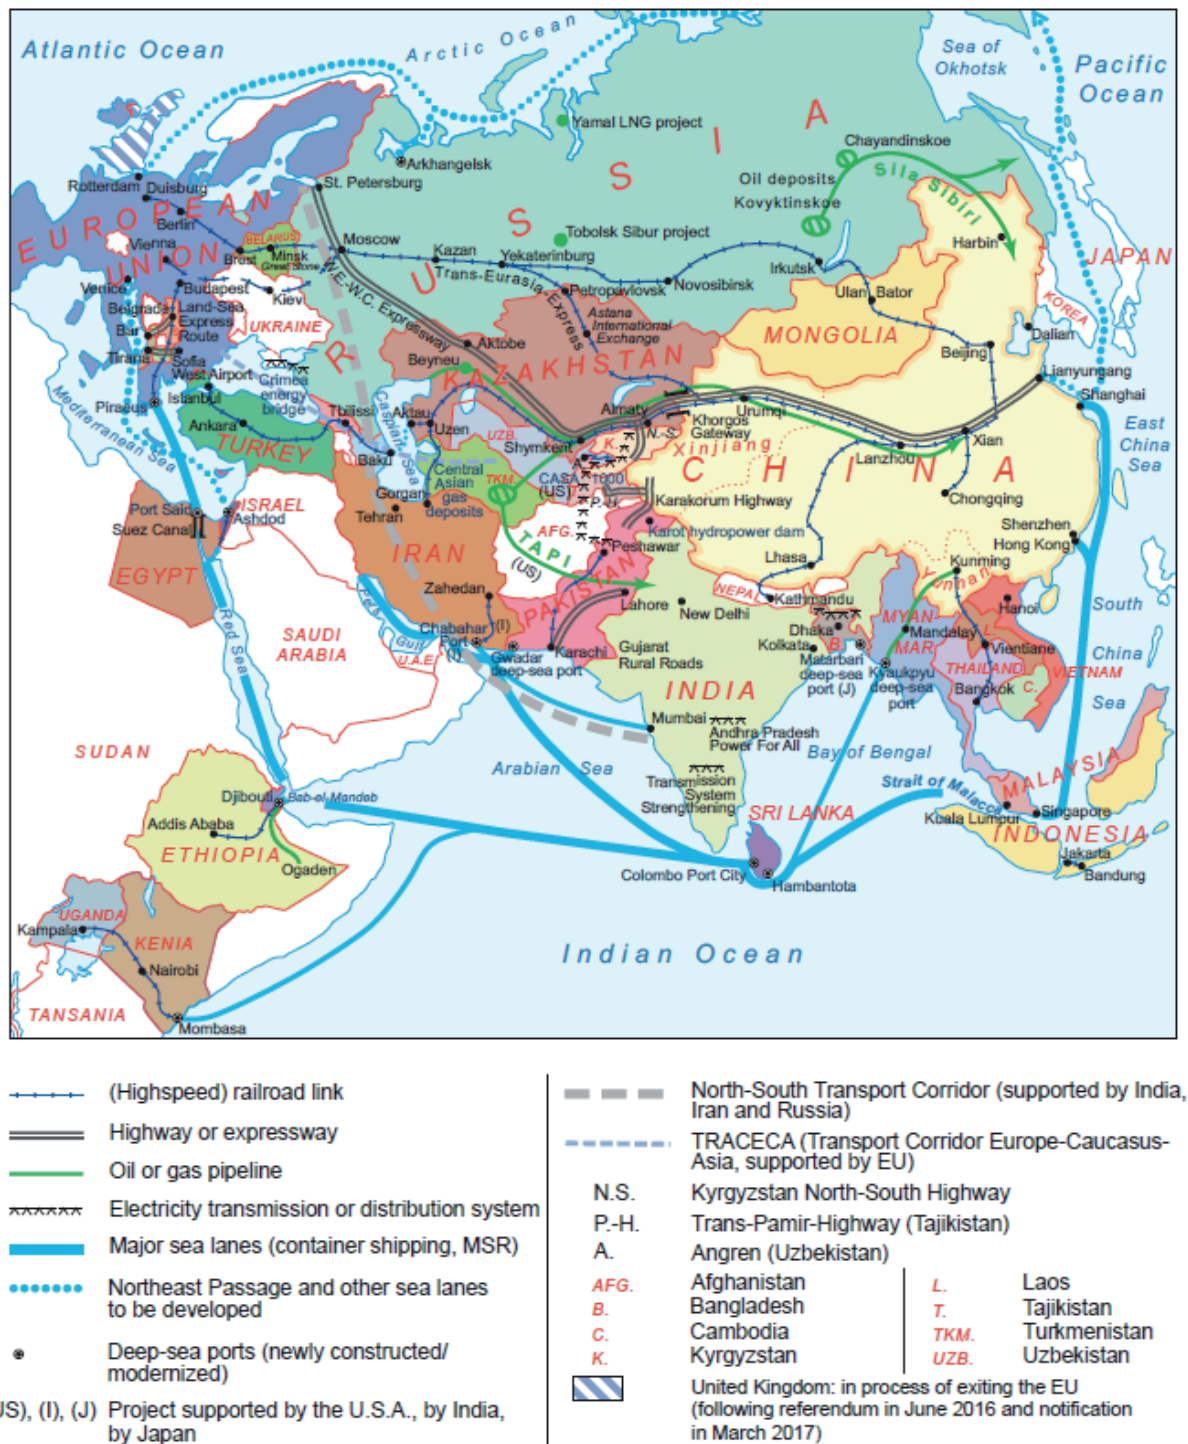 Atlantic Ocean
Arctic Ocean
Sea of
Okhotsk
Pacific
Ocean
Yamal LNG project
Chayandinskoe
Arkhangelsk
Oil deposits
Kovyktinskoe
Sila Sibiri
Rotterdam
Duisburg
St. Petersburg
Berlin
EUROPEAN
UNION
RUSSIA
Tobolsk Sibur project
Harbin
JAPAN
Vienna
BELARUS
Brest
Minsk
Great Stone
Moscow
Kazan
Yekaterinburg
Trans-Eurasia-Express
Irkutsk
Venice
Budapest
Kiev
W.E.-W.C. Expressway
Petropavlovsk
Novosibirsk
Ulan Bator
KOREA
Belgrade
Land-Sea
Express
Route
UKRAINE
Astana
International
Exchange
MONGOLIA
Dalian
Bar
Aktobe
Beijing
Tirana
Sofia
Beyneu
KAZAKHSTAN
Lianyungang
West Airport
Crimea
energy
bridge
Shanghai
Piraeus
Istanbul
Tbilissi
Aktau
Uzen
Almaty
Khorgos
Gateway
Urumqi
Mediterranean Sea
Ankara
TURKEY
Caspian Sea
UZB.
Shymkent
K.
N.-S.
Xinjiang
Xian
East
China
Sea
Baku
Lanzhou
A.
CASA 1000
(US)
CHINA
Central
Asian
gas
deposits
TKM.
P.-H.
Karakorum Highway
Chongqing
Port Said
Suez Canal
ISRAEL
Ashdod
Gorgan
Tehran
AFG.
Karot hydropower dam
Shenzhen
Hong Kong
IRAN
TAPI
(US)
Peshawar
Lhasa
Kunming
Yunnan
EGYPT
Zahedan
PAKISTAN
Lahore
NEPAL
Kathmandu
Hanoi
South
China
Sea
New Delhi
Pers.
Gulf
Chabahar
Port
(I)
(I)
Dhaka
B.
MYAN-
MAR
Mandalay
L.
Red Sea
SAUDI
ARABIA
U.A.E.
Gwadar
deep-sea port
Karachi
Gujarat
Rural Roads
Kolkata
Matarbari
deep-sea
port (J)
Kyaukpyu
deep-sea
port
Vientiane
THAILAND
VIETNAM
Bangkok
C.
INDIA
Mumbai
Andhra Pradesh
Power For All
SUDAN
Bay of Bengal
Arabian Sea
Transmission
System
Strengthening
Strait of Malacca
MALAYSIA
Djibouti
Bab-el-Mandeb
SRI LANKA
Kuala Lumpur
Singapore
Addis Ababa
INDONESIA
ETHIOPIA
Ogaden
Colombo Port City
Hambantota
Jakarta
Bandung
UGANDA
Kampala
KENIA
Indian Ocean
Nairobi
TANSANIA
Mombasa
(Highspeed) railroad link
Highway or expressway
Oil or gas pipeline
Electricity transmission or distribution system
Major sea lanes (container shipping, MSR)
Northeast Passage and other sea lanes
to be developed
Deep-sea ports (newly constructed/
modernized)
US), (I), (J) Project supported by the U.S.A., by India,
by Japan
North-South Transport Corridor (supported by India,
Iran and Russia)
TRACECA (Transport Corridor Europe-Caucasus-
Asia, supported by EU)
N.S. Kyrgyzstan North-South Highway
P.-H. Trans-Pamir-Highway (Tajikistan)
A. Angren (Uzbekistan)
AFG. Afghanistan
B. Bangladesh
C. Cambodia
K. Kyrgyzstan
L. Laos
T. Tajikistan
TKM. Turkmenistan
UZB. Uzbekistan
United Kingdom: in process of exiting the EU
(following referendum in June 2016 and notification
in March 2017)